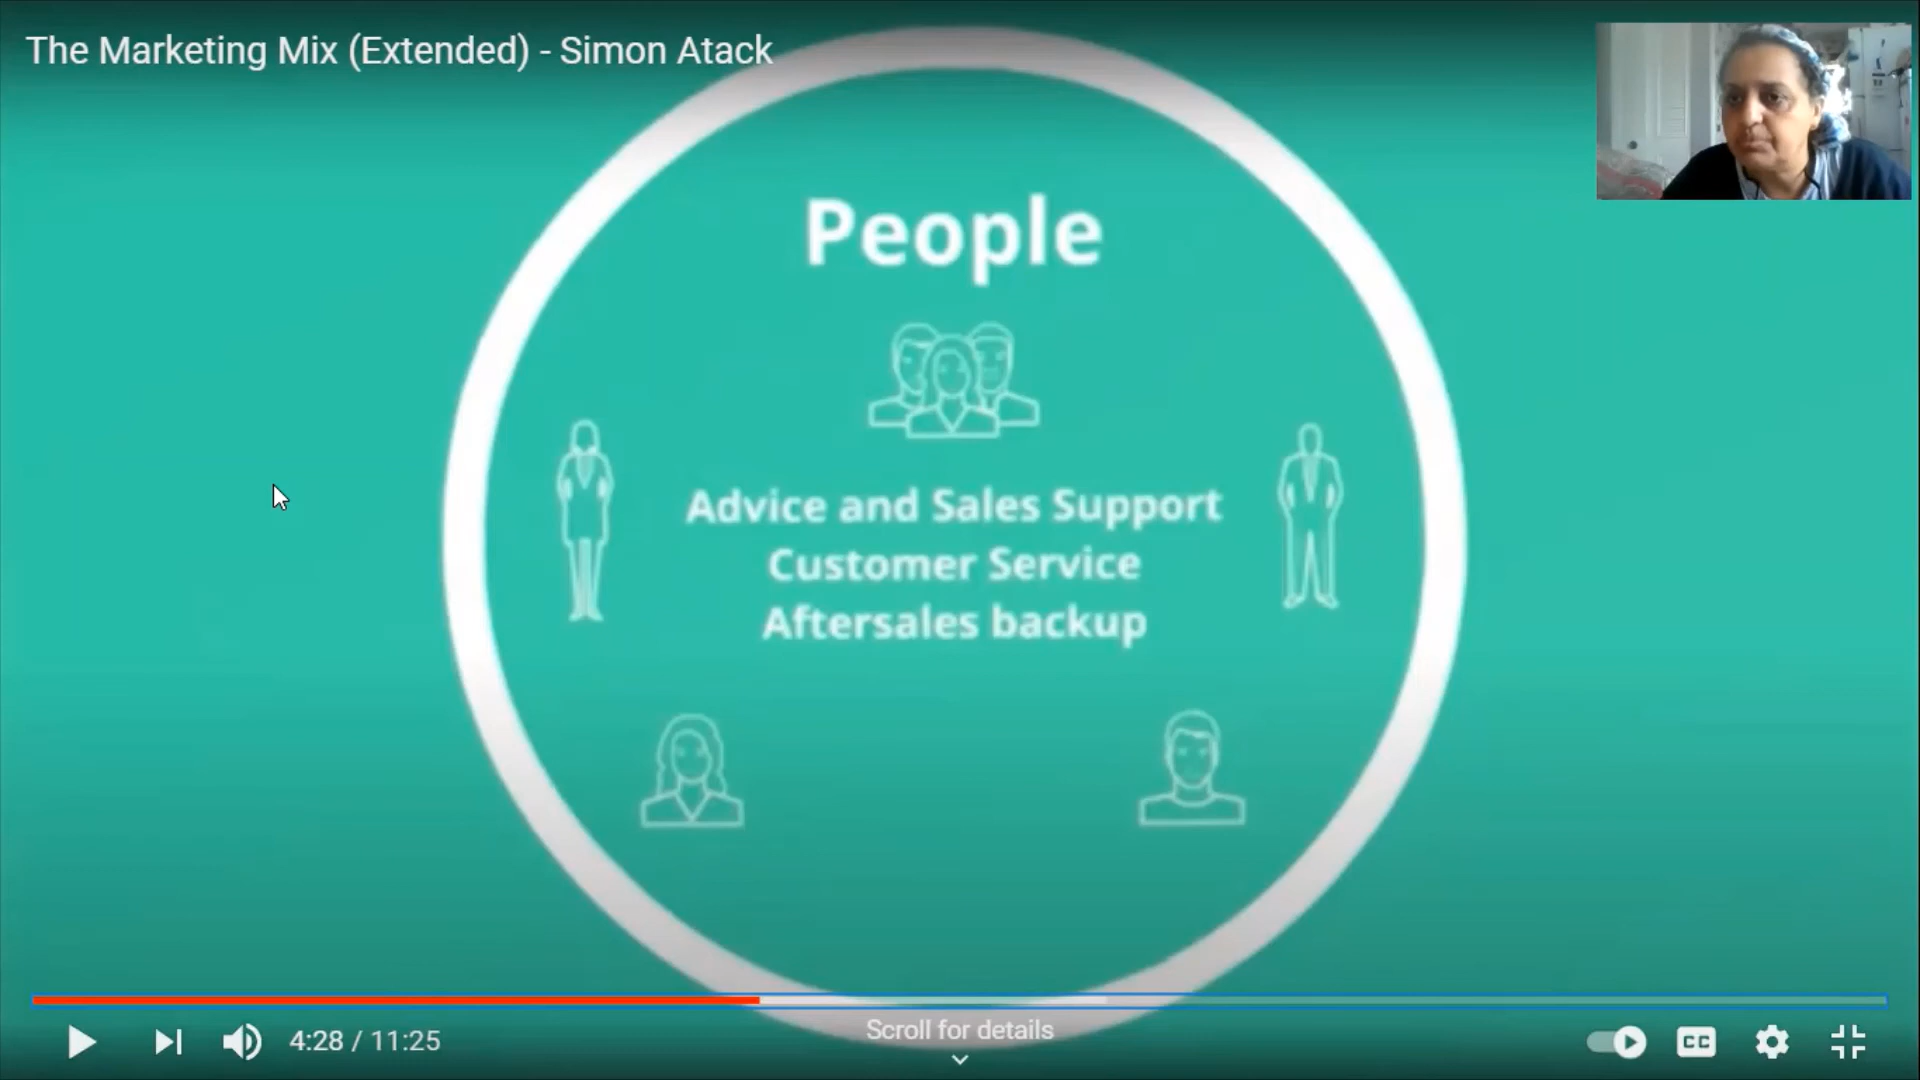 The Marketing Mix (Extended) - Simon Atack
People
Advice and Sales Support
Customer Service
Aftersales backup
Scroll for details
4:28 / 11:25
CC